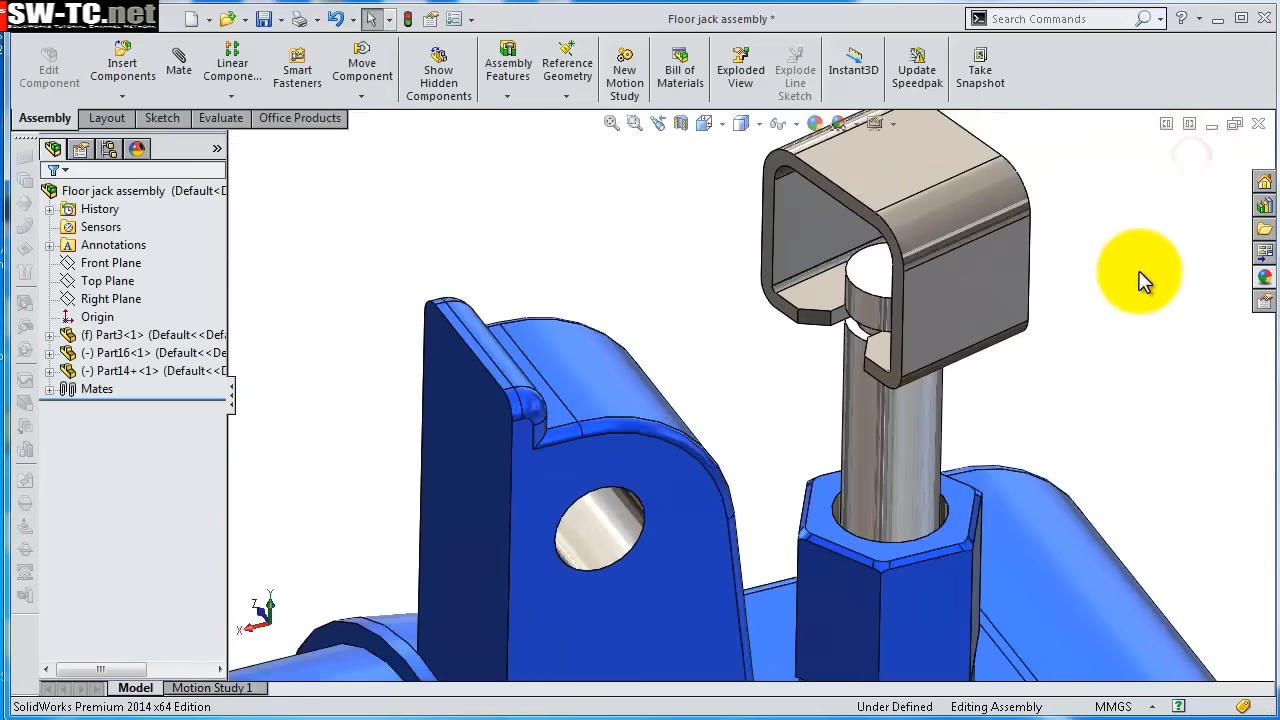 SW-TC.net
SOLIDWORKS TUTORIAL CHANNEL NETWORK
Floor jack assembly *
Search Commands
Edit Component
Insert Components
Mate
Linear Compone...
Smart Fasteners
Move Component
Show Hidden Components
Assembly Features
Reference Geometry
New Motion Study
Bill of Materials
Exploded View
Explode Line Sketch
Instant3D
Update Speedpak
Take Snapshot
Assembly
Layout
Sketch
Evaluate
Office Products
Floor jack assembly (Default<D
History
Sensors
Annotations
Front Plane
Top Plane
Right Plane
Origin
(f) Part3<1> (Default<<Defa
(-) Part16<1> (Default<<De
(-) Part14+<1> (Default<<D
Mates
Y
Z
X
Model
Motion Study 1
SolidWorks Premium 2014 x64 Edition
Under Defined
Editing Assembly
MMGS